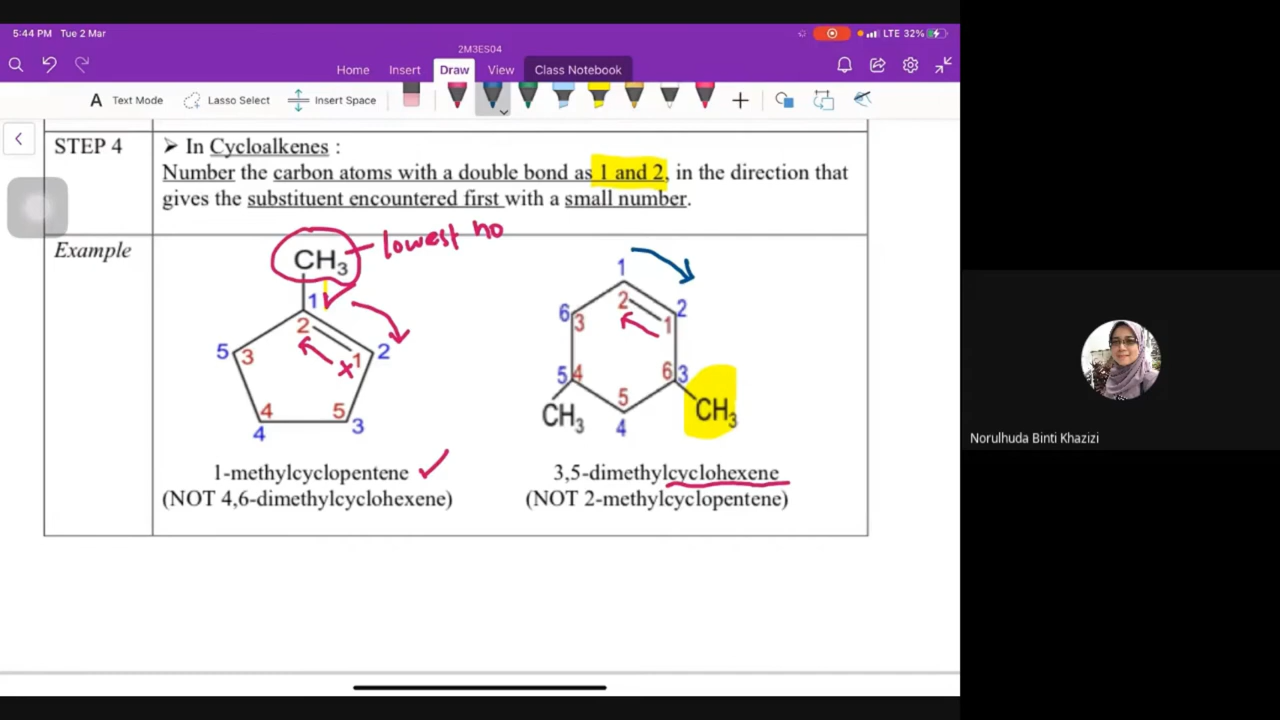 5:44 PM Tue 2 Mar
LTE 32%
2M3ES04
Home Insert Draw View Class Notebook
A Text Mode Lasso Select Insert Space
STEP 4
➢ In Cycloalkenes :
Number the carbon atoms with a double bond as 1 and 2, in the direction that
gives the substituent encountered first with a small number.
Example
CH3
lowest no
1
2
1
2
5
3
4
5
4
3
1-methylcyclopentene
(NOT 4,6-dimethylcyclohexene)
1
2
2
1
6
3
5
4
6
3
5
4
CH3
CH3
3,5-dimethylcyclohexene
(NOT 2-methylcyclopentene)
Norulhuda Binti Khazizi